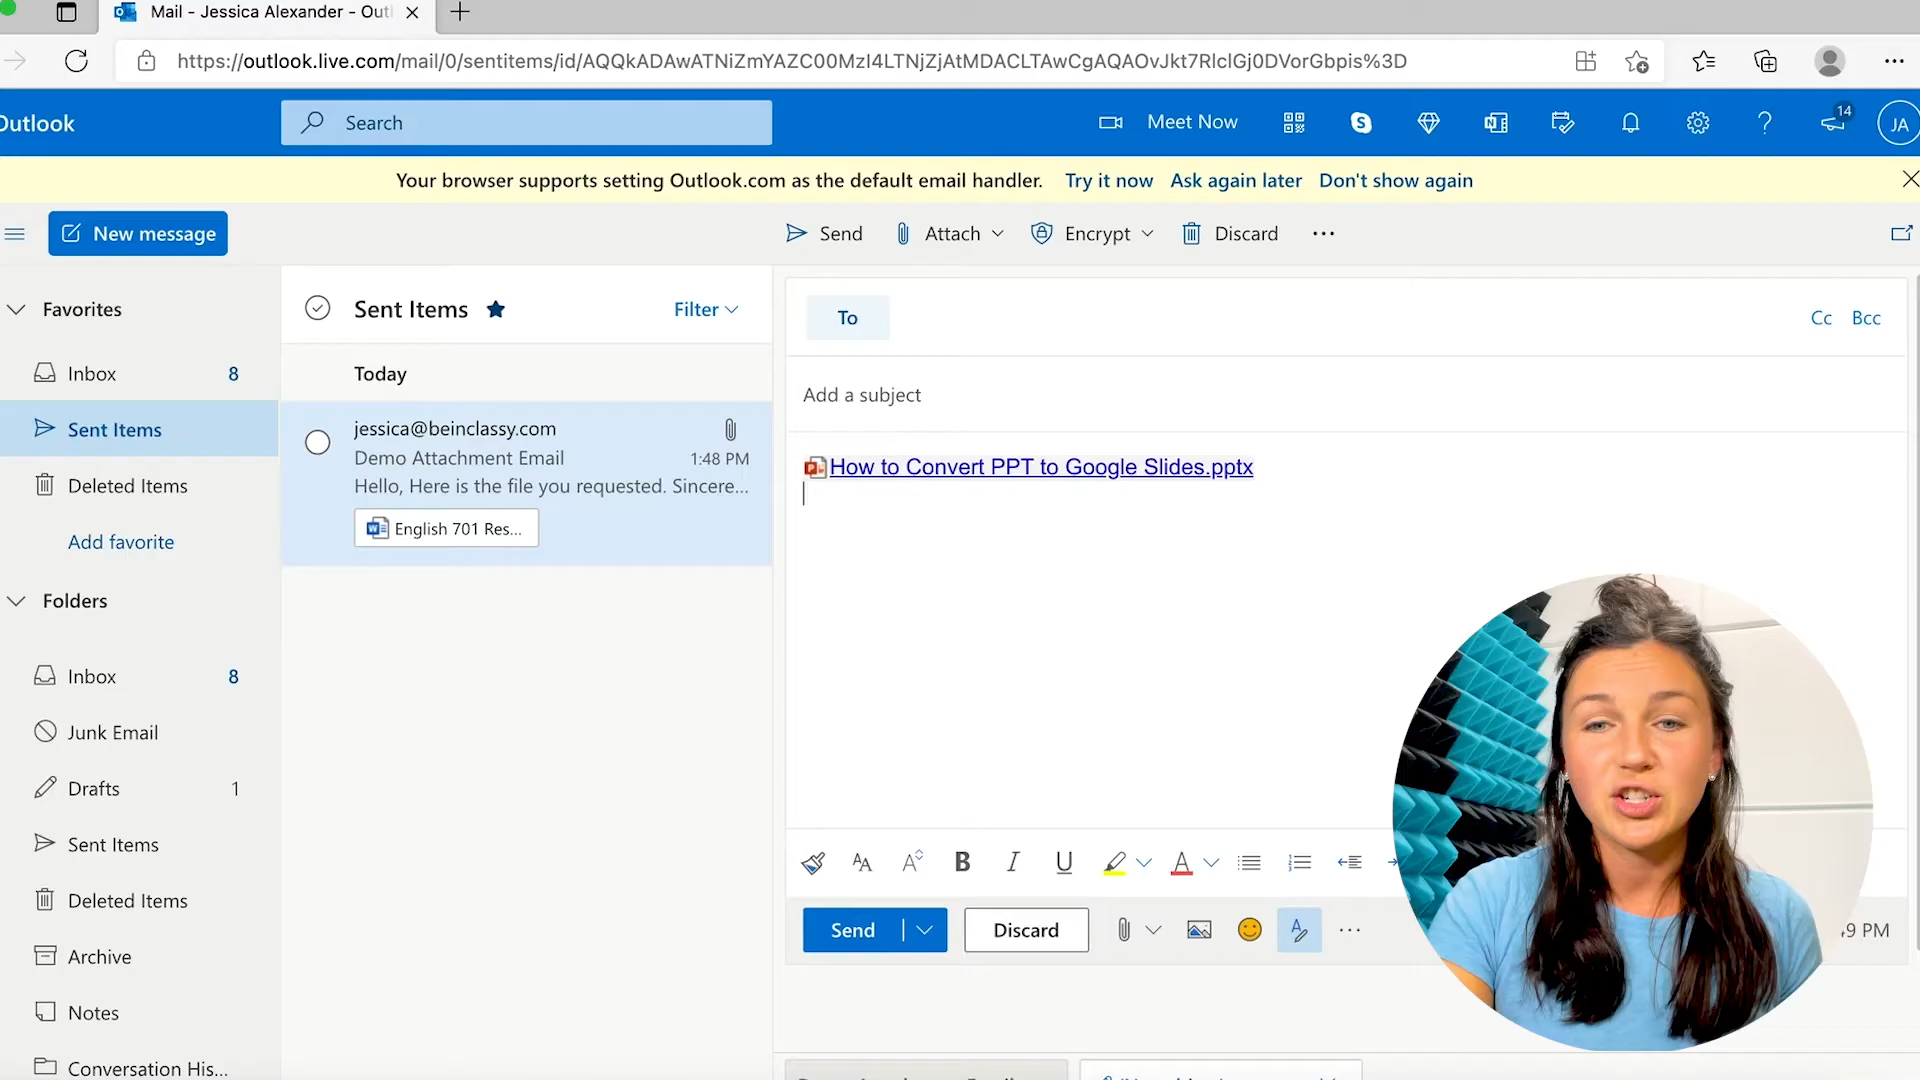 Mail - Jessica Alexander - Outl
https://outlook.live.com/mail/0/sentitems/id/AQQkADAwATNiZmYAZC00MzI4LTNjZjAtMDACLTAwCgAQAOvJkt7RlclGj0DVorGbpis%3D
Outlook
Search
Meet Now
14
JA
Your browser supports setting Outlook.com as the default email handler. Try it now Ask again later Don't show again
New message
Send
Attach
Encrypt
Discard
Favorites
Inbox 8
Sent Items
Deleted Items
Add favorite
Folders
Inbox 8
Junk Email
Drafts 1
Sent Items
Deleted Items
Archive
Notes
Conversation His...
Sent Items
Filter
Today
jessica@beinclassy.com
Demo Attachment Email 1:48 PM
Hello, Here is the file you requested. Sincere...
English 701 Res...
To
Cc Bcc
Add a subject
How to Convert PPT to Google Slides.pptx
Send
Discard
9 PM